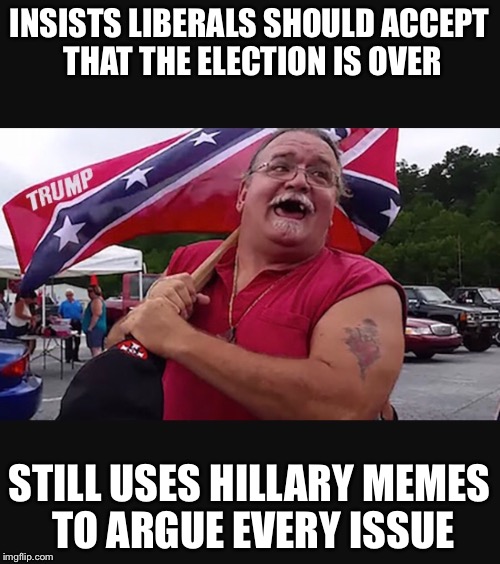 INSISTS LIBERALS SHOULD ACCEPT
THAT THE ELECTION IS OVER
TRUMP
STILL USES HILLARY MEMES
TO ARGUE EVERY ISSUE
imgflip.com